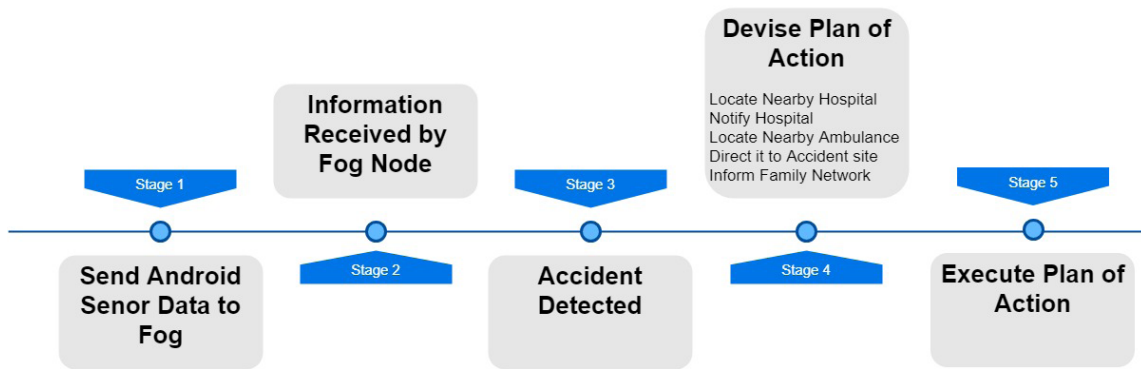 Stage 1
Send Android
Senor Data to
Fog
Information
Received by
Fog Node
Stage 2
Stage 3
Accident
Detected
Devise Plan of
Action
Locate Nearby Hospital
Notify Hospital
Locate Nearby Ambulance
Direct it to Accident site
Inform Family Network
Stage 4
Stage 5
Execute Plan of
Action